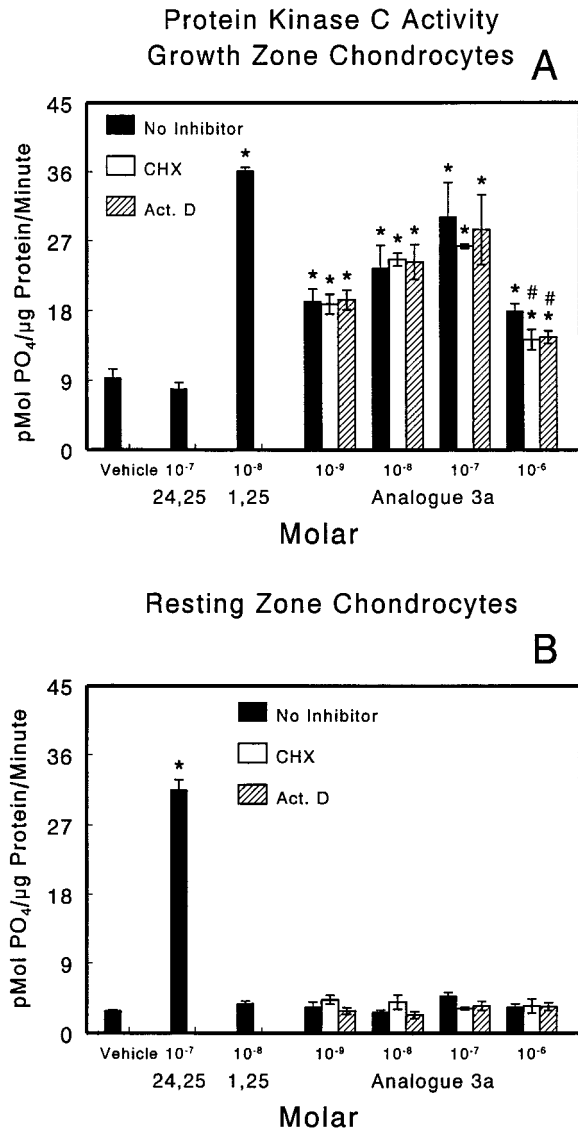 Protein Kinase C Activity
Growth Zone Chondrocytes
A
pMol PO₄/µg Protein/Minute
45
36
27
18
9
0
No Inhibitor
CHX
Act. D
*
* * *
* * *
* * *
* # * # *
Vehicle 10⁻⁷ 10⁻⁸ 10⁻⁹ 10⁻⁸ 10⁻⁷ 10⁻⁶
24,25 1,25 Analogue 3a
Molar
Resting Zone Chondrocytes
B
pMol PO₄/µg Protein/Minute
45
36
27
18
9
0
No Inhibitor
CHX
Act. D
*
Vehicle 10⁻⁷ 10⁻⁸ 10⁻⁹ 10⁻⁸ 10⁻⁷ 10⁻⁶
24,25 1,25 Analogue 3a
Molar